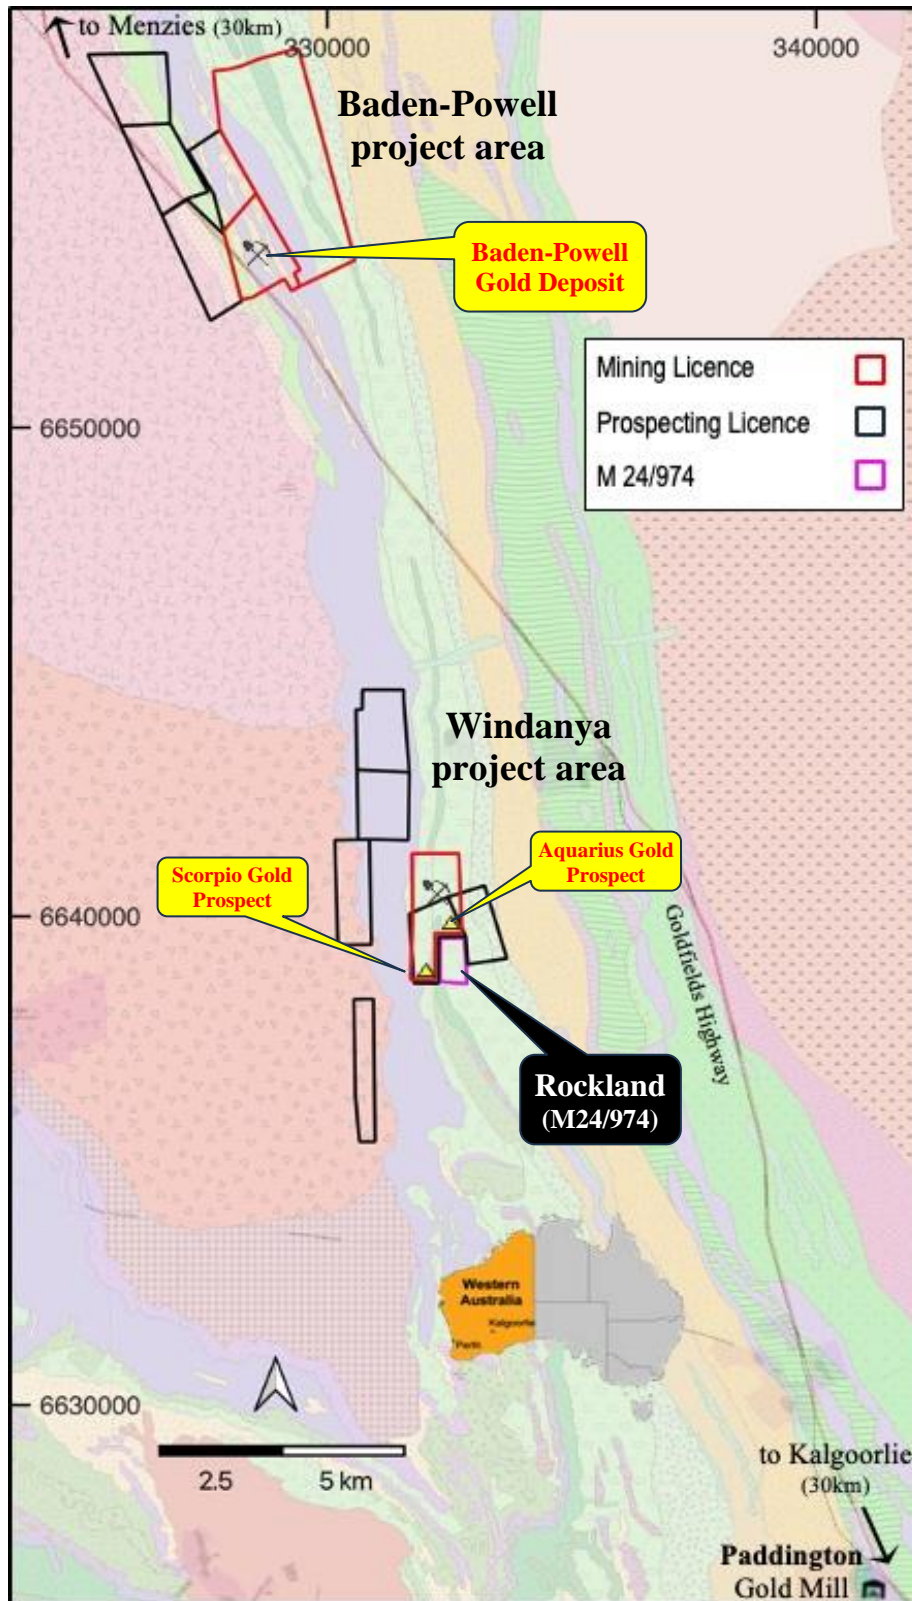 to Menzies (30km)
330000
340000
Baden-Powell
project area
Baden-Powell
Gold Deposit
Mining Licence
Prospecting Licence
M 24/974
6650000
Windanya
project area
Aquarius Gold
Prospect
Scorpio Gold
Prospect
6640000
Goldfields Highway
Rockland
(M24/974)
Western
Australia
Kalgoorlie
Perth
6630000
2.5
5 km
to Kalgoorlie
(30km)
Paddington
Gold Mill